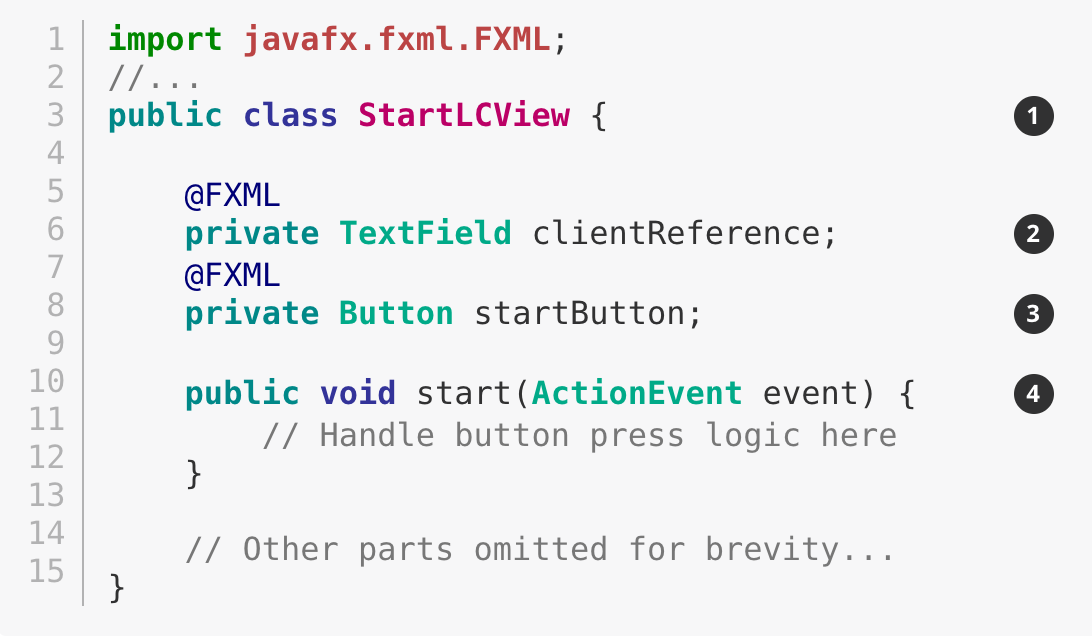 1 import javafx.fxml.FXML;
2 //...
3 public class StartLCView { 1
4
5 @FXML
6 private TextField clientReference; 2
7 @FXML
8 private Button startButton; 3
9
10 public void start(ActionEvent event) { 4
11 // Handle button press logic here
12 }
13
14 // Other parts omitted for brevity...
15 }